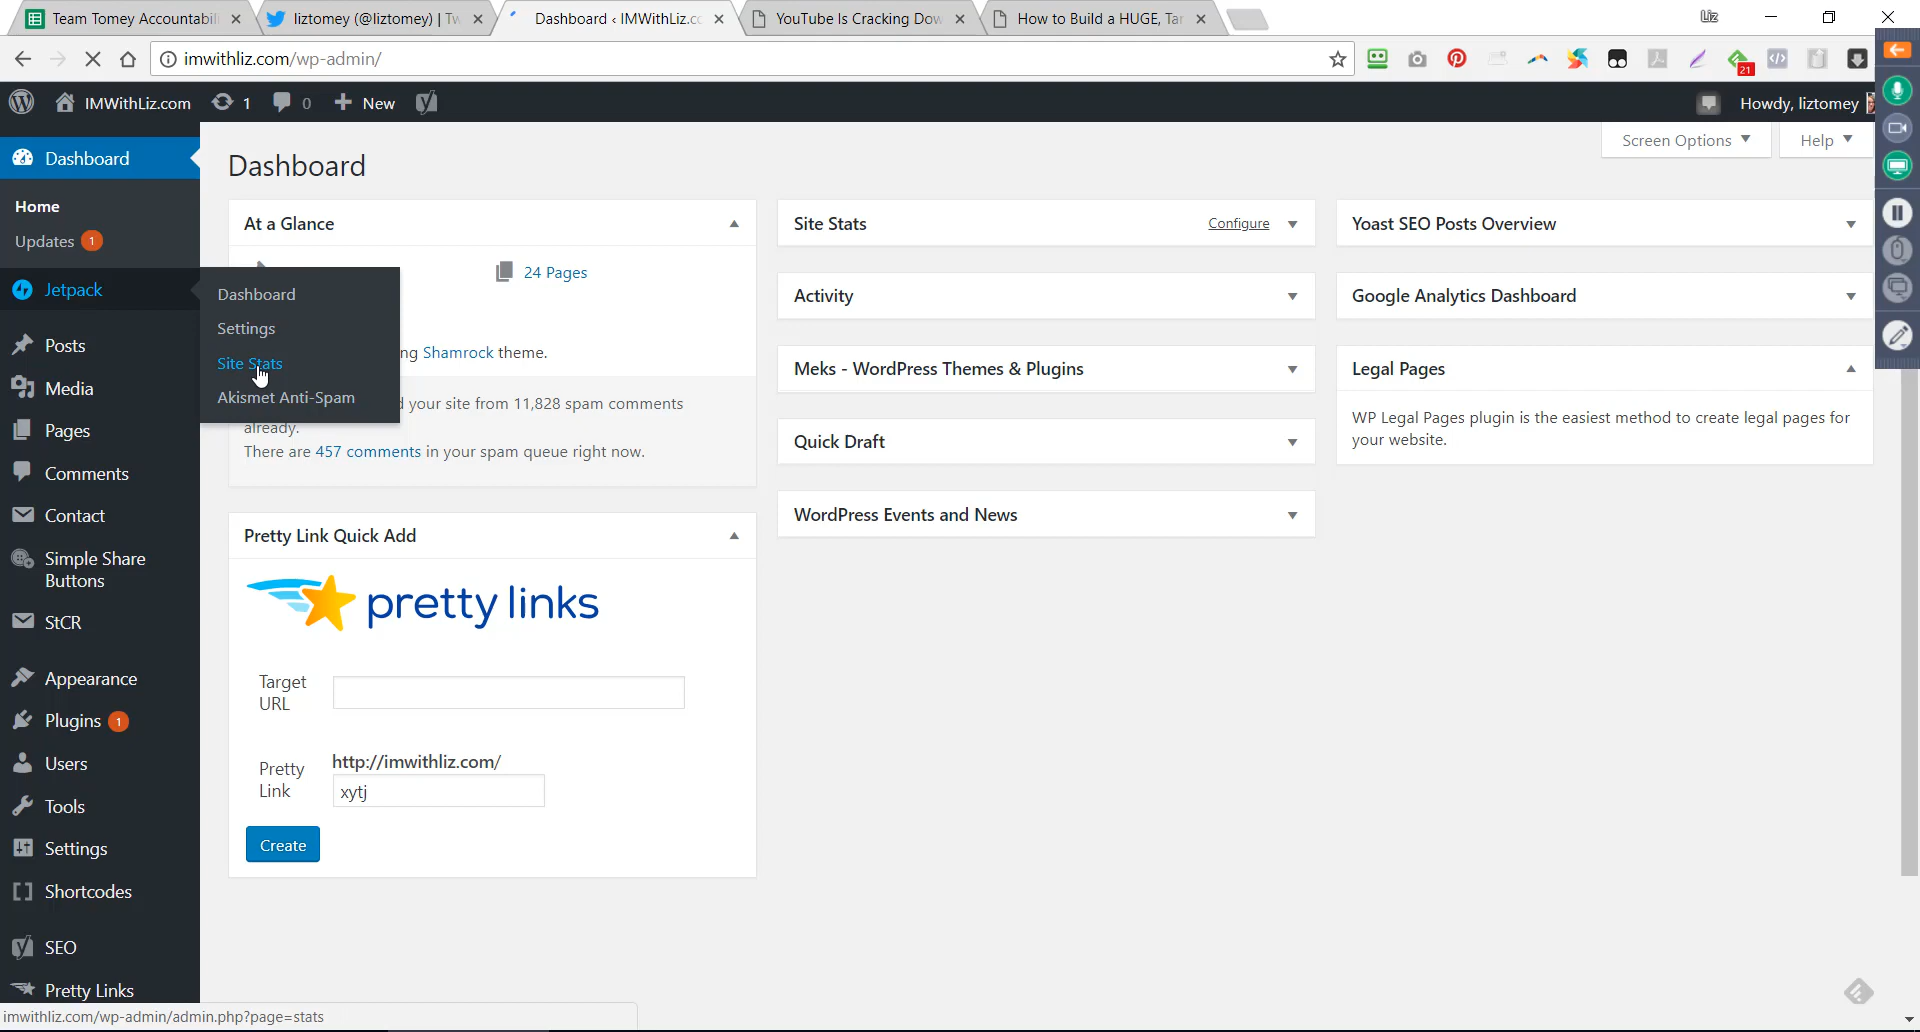 Team Tomey Accountabil
liztomey (@liztomey) | Tw
Dashboard ‹ IMWithLiz.cc
YouTube Is Cracking Dow
How to Build a HUGE, Tar
Liz
imwithliz.com/wp-admin/
21
IMWithLiz.com
1
0
New
Howdy, liztomey
Screen Options
Help
Dashboard
Home
Updates 1
Jetpack
Posts
Media
Pages
Comments
Contact
Simple Share
Buttons
StCR
Appearance
Plugins 1
Users
Tools
Settings
Shortcodes
SEO
Pretty Links
Dashboard
Settings
Site Stats
Akismet Anti-Spam
Dashboard
At a Glance
24 Pages
ng Shamrock theme.
d your site from 11,828 spam comments
already.
There are 457 comments in your spam queue right now.
Pretty Link Quick Add
pretty links
Target
URL
Pretty
Link
http://imwithliz.com/
xytj
Create
Site Stats
Configure
Activity
Meks - WordPress Themes & Plugins
Quick Draft
WordPress Events and News
Yoast SEO Posts Overview
Google Analytics Dashboard
Legal Pages
WP Legal Pages plugin is the easiest method to create legal pages for
your website.
imwithliz.com/wp-admin/admin.php?page=stats